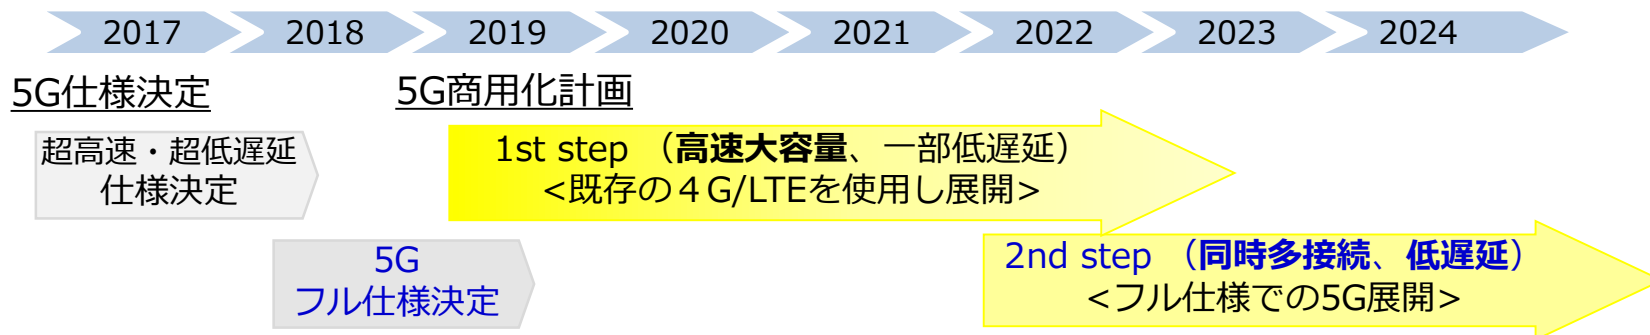 2017 2018 2019 2020 2021 2022 2023 2024
5G仕様決定 5G商用化計画
超高速・超低遅延
仕様決定
1st step （高速大容量、一部低遅延）
<既存の４G/LTEを使用し展開>
5G
フル仕様決定
2nd step （同時多接続、低遅延）
<フル仕様での5G展開>